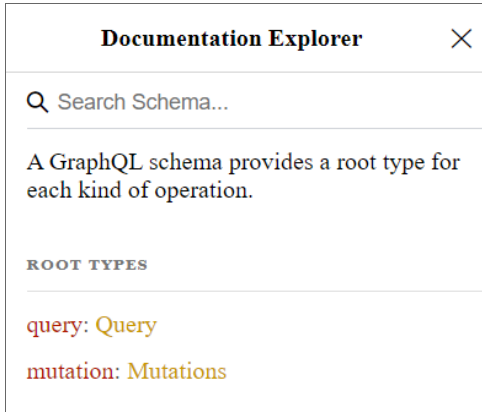 Documentation Explorer
Search Schema...
A GraphQL schema provides a root type for
each kind of operation.
ROOT TYPES
query: Query
mutation: Mutations